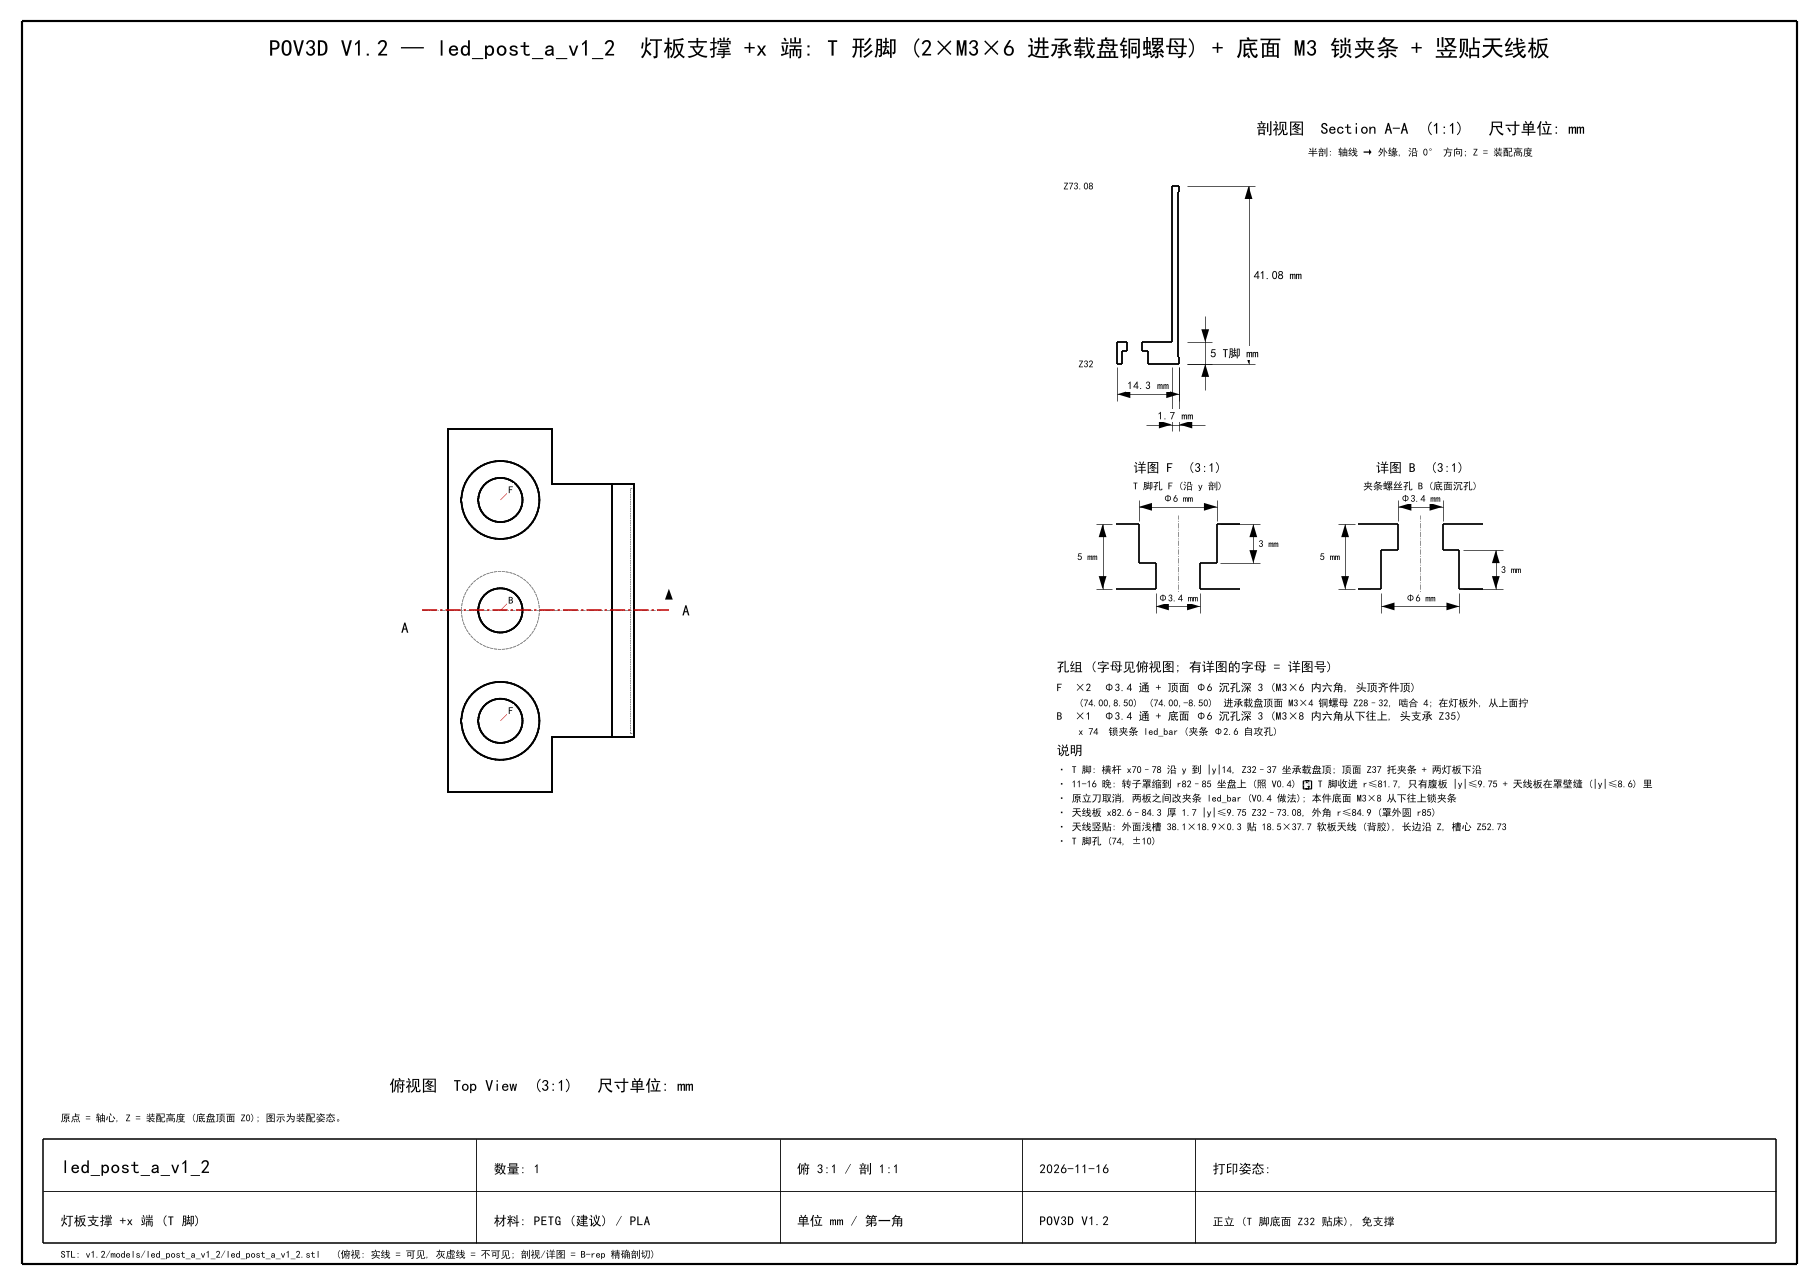 POV3D V1.2 — led_post_a_v1_2  灯板支撑 +x 端: T 形脚 (2×M3×6 进承载盘铜螺母) + 底面 M3 锁夹条 + 竖贴天线板
剖视图  Section A-A  (1:1)   尺寸单位: mm
半剖: 轴线 → 外缘, 沿 0° 方向; Z = 装配高度
Z73.08
41.08 mm
5 T脚 mm
Z32
14.3 mm
1.7 mm
F
B
F
A
A
详图 F  (3:1)
T 脚孔 F (沿 y 剖)
Φ6 mm
5 mm
3 mm
Φ3.4 mm
详图 B  (3:1)
夹条螺丝孔 B (底面沉孔)
Φ3.4 mm
5 mm
3 mm
Φ6 mm
孔组 (字母见俯视图; 有详图的字母 = 详图号)
F  ×2  Φ3.4 通 + 顶面 Φ6 沉孔深 3 (M3×6 内六角, 头顶齐件顶)
(74.00,8.50)  (74.00,-8.50)  进承载盘顶面 M3×4 铜螺母 Z28–32, 啮合 4; 在灯板外, 从上面拧
B  ×1  Φ3.4 通 + 底面 Φ6 沉孔深 3 (M3×8 内六角从下往上, 头支承 Z35)
x 74  锁夹条 led_bar (夹条 Φ2.6 自攻孔)
说明
· T 脚: 横杆 x70–78 沿 y 到 |y|14, Z32–37 坐承载盘顶; 顶面 Z37 托夹条 + 两灯板下沿
· 11-16 晚: 转子罩缩到 r82–85 坐盘上 (照 V0.4) T 脚收进 r≤81.7, 只有腹板 |y|≤9.75 + 天线板在罩壁缝 (|y|≤8.6) 里
· 原立刀取消, 两板之间改夹条 led_bar (V0.4 做法); 本件底面 M3×8 从下往上锁夹条
· 天线板 x82.6–84.3 厚 1.7 |y|≤9.75 Z32–73.08, 外角 r≤84.9 (罩外圆 r85)
· 天线竖贴: 外面浅槽 38.1×18.9×0.3 贴 18.5×37.7 软板天线 (背胶), 长边沿 Z, 槽心 Z52.73
· T 脚孔 (74, ±10)
俯视图  Top View  (3:1)   尺寸单位: mm
原点 = 轴心, Z = 装配高度 (底盘顶面 Z0); 图示为装配姿态。
led_post_a_v1_2
数量: 1
俯 3:1 / 剖 1:1
2026-11-16
打印姿态:
灯板支撑 +x 端 (T 脚)
材料: PETG (建议) / PLA
单位 mm / 第一角
POV3D V1.2
正立 (T 脚底面 Z32 贴床), 免支撑
STL: v1.2/models/led_post_a_v1_2/led_post_a_v1_2.stl   (俯视: 实线 = 可见, 灰虚线 = 不可见; 剖视/详图 = B-rep 精确剖切)